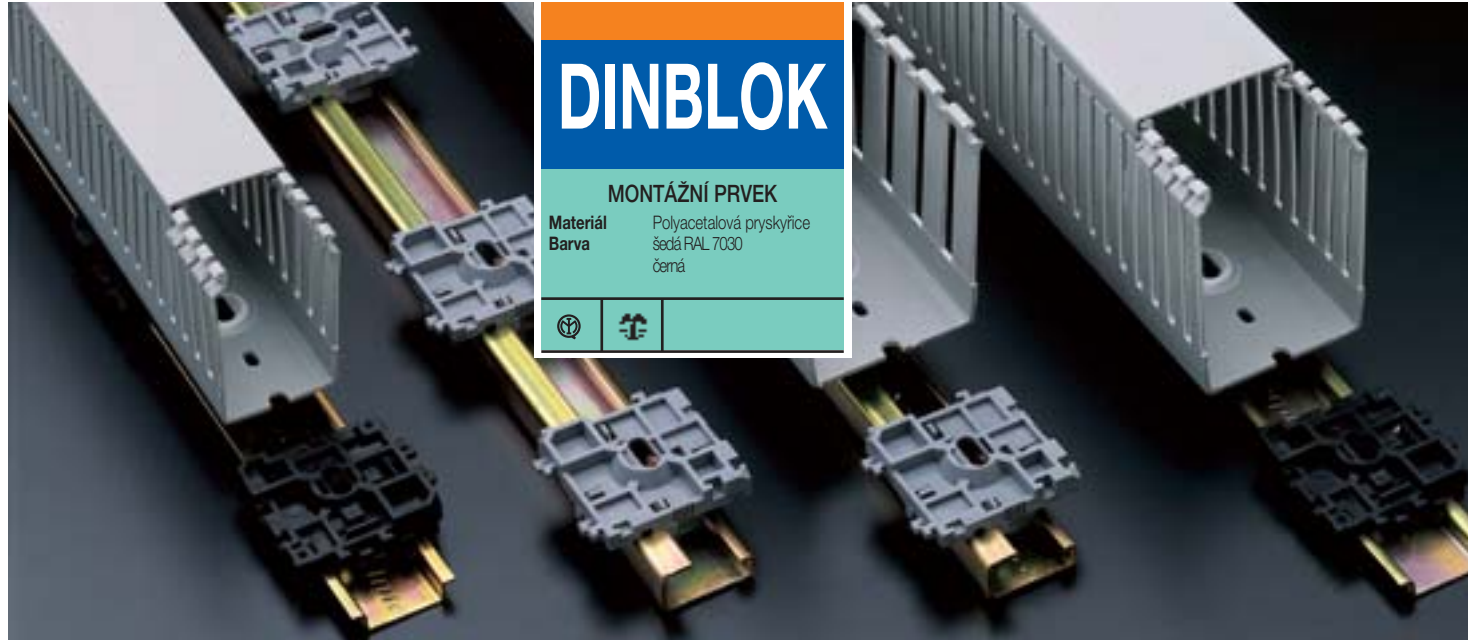 DINBLOK
MONTÁŽNÍ PRVEK
Materiál Polyacetalová pryskyřice
Barva šedá RAL 7030
černá